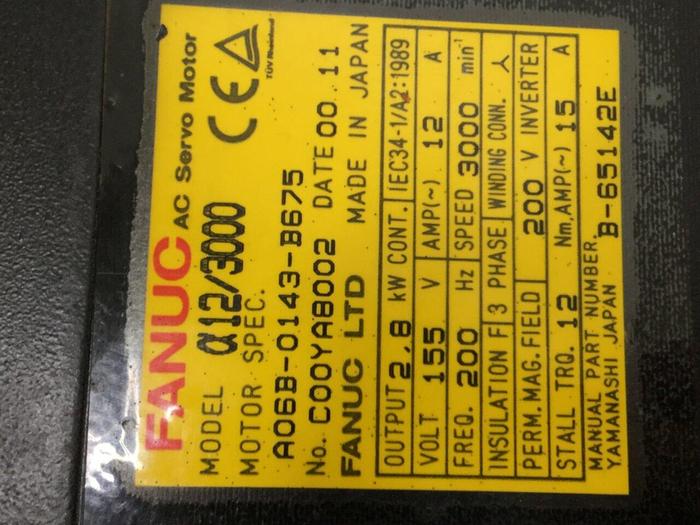 FANUC AC Servo Motor
MODEL α12/3000 CE TÜV Rheinland
MOTOR SPEC.
A06B-0143-B675
No. C00YA8002 DATE 00.11
FANUC LTD MADE IN JAPAN
OUTPUT 2.8 kW CONT. IEC34-1/A2:1989
VOLT 155 V AMP(~) 12 A
FREQ. 200 Hz SPEED 3000 min⁻¹
INSULATION F 3 PHASE WINDING CONN. 人
PERM. MAG. FIELD 200 V INVERTER
STALL TRQ. 12 Nm, AMP(~) 15 A
MANUAL PART NUMBER. B-65142E
YAMANASHI JAPAN